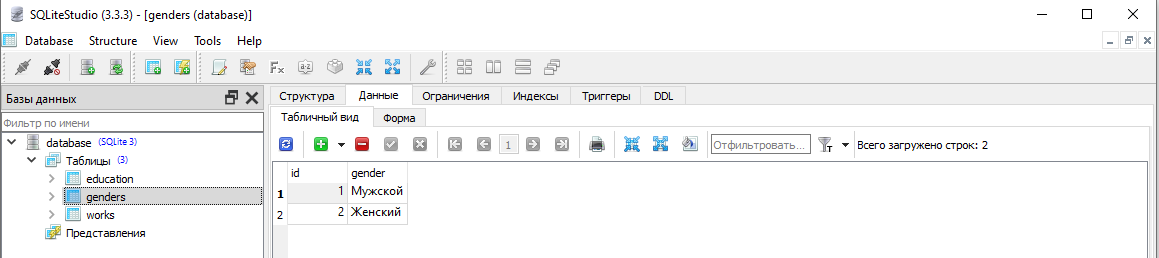 SQLiteStudio (3.3.3) - [genders (database)]
Database Structure View Tools Help
Базы данных
Фильтр по имени
database (SQLite 3)
Таблицы (3)
education
genders
works
Представления
Структура Данные Ограничения Индексы Триггеры DDL
Табличный вид Форма
1 Отфильтровать... Всего загружено строк: 2
id gender
1 1 Мужской
2 2 Женский